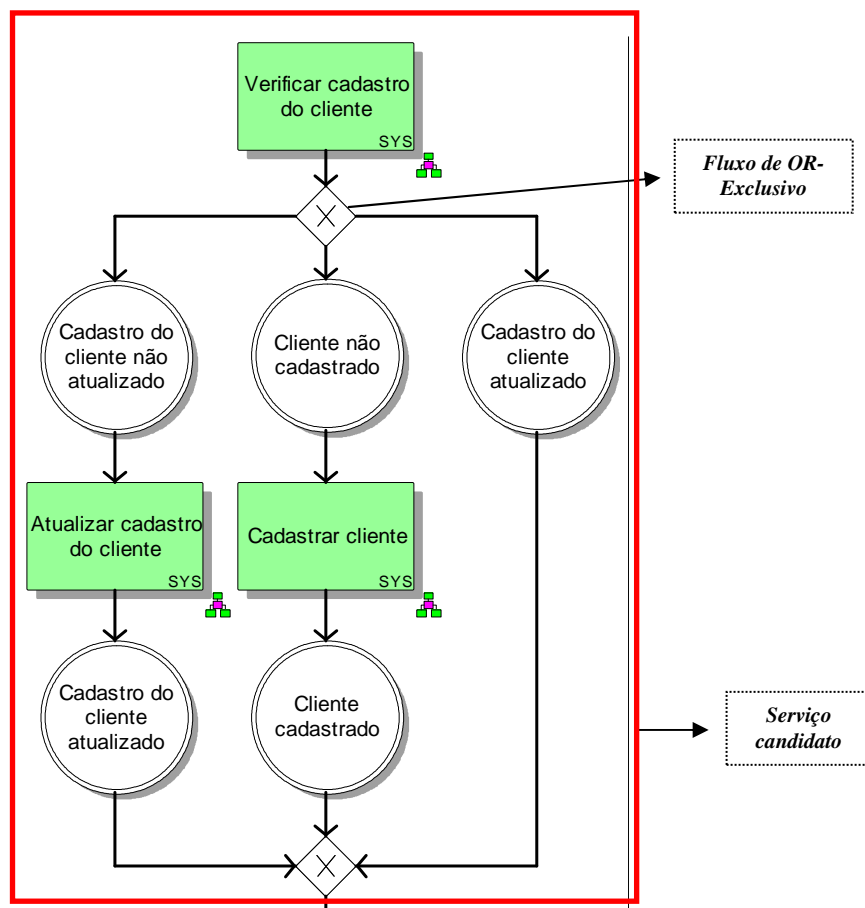 Verificar cadastro
do cliente
SYS
Fluxo de OR-
Exclusivo
X
Cadastro do
cliente não
atualizado
Cliente não
cadastrado
Cadastro do
cliente
atualizado
Atualizar cadastro
do cliente
SYS
Cadastrar cliente
SYS
Cadastro do
cliente
atualizado
Cliente
cadastrado
Serviço
candidato
X